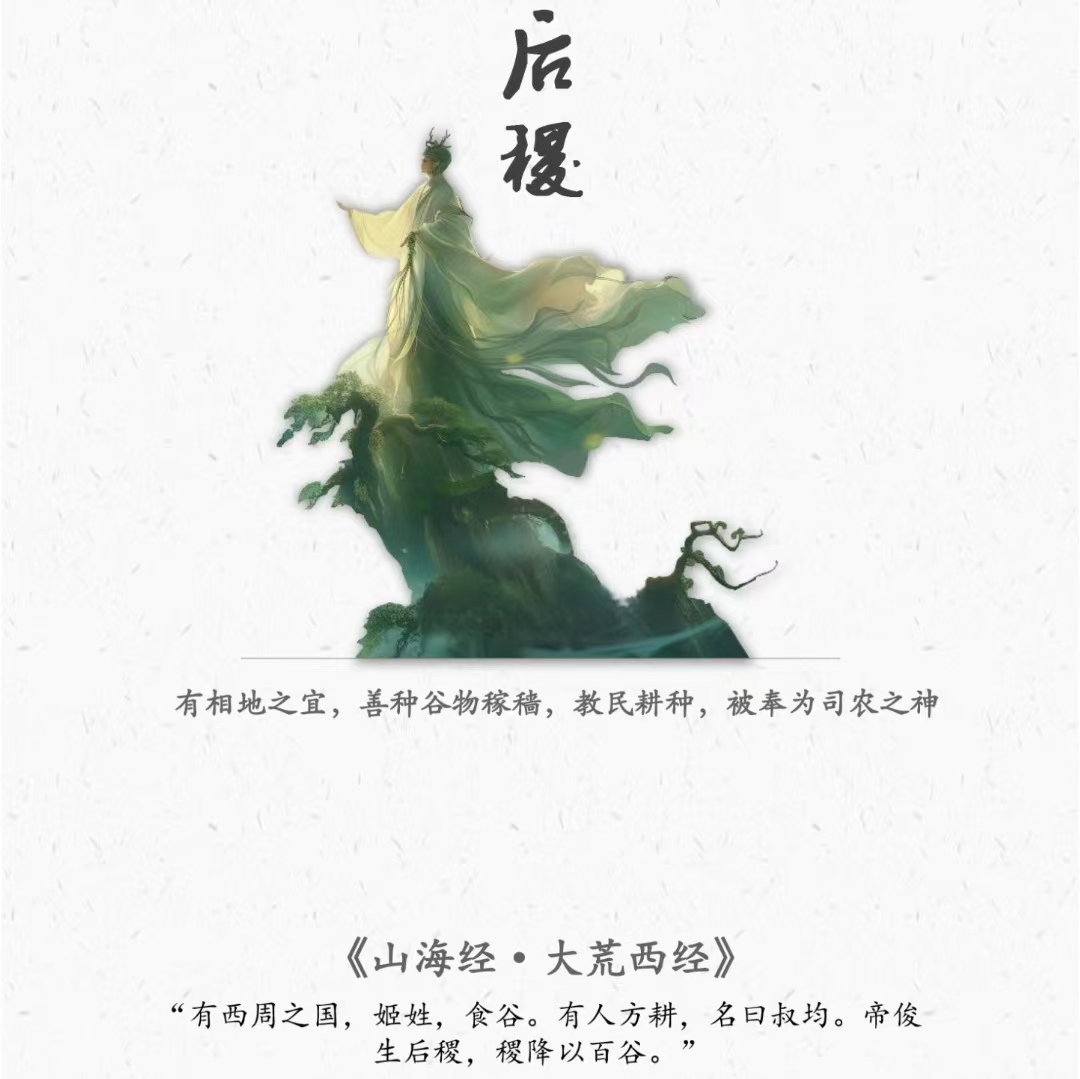 后
稷
有相地之宜，善种谷物稼穑，教民耕种，被奉为司农之神
《山海经·大荒西经》
“有西周之国，姬姓，食谷。有人方耕，名曰叔均。帝俊
生后稷，稷降以百谷。”